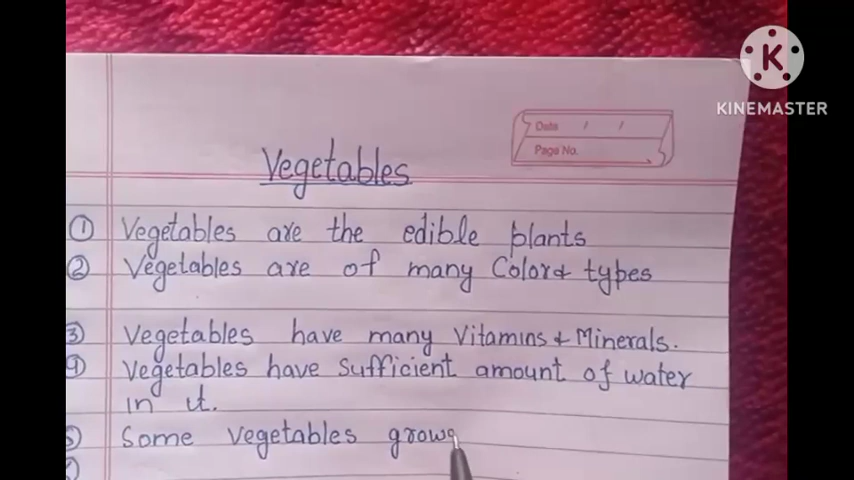 KINEMASTER
Date / /
Page No.
Vegetables
① Vegetables are the edible plants
② Vegetables are of many Color & types
③ Vegetables have many Vitamins & Minerals.
④ Vegetables have sufficient amount of water
in it.
⑤ Some vegetables grows